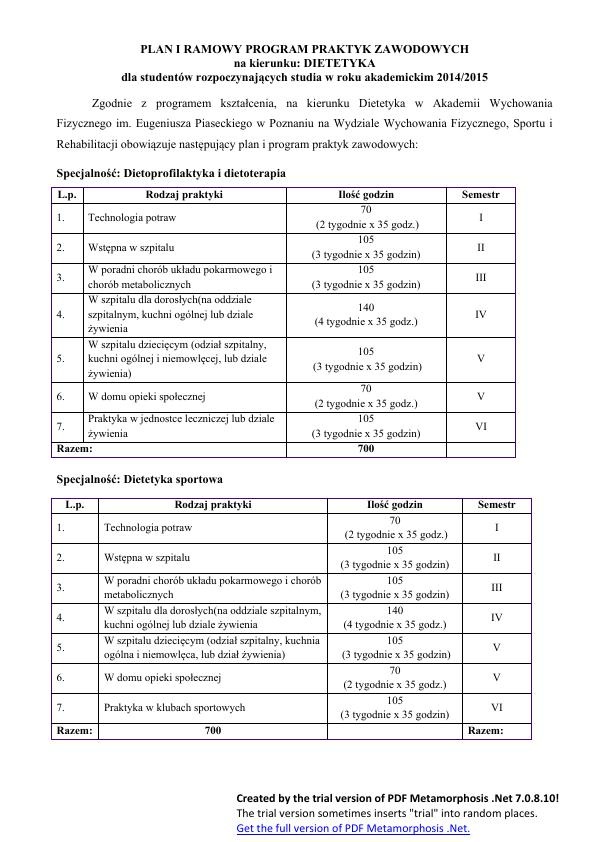 PLAN I RAMOWY PROGRAM PRAKTYK ZAWODOWYCH
na kierunku: DIETETYKA
dla studentów rozpoczynających studia w roku akademickim 2014/2015
Zgodnie z programem kształcenia, na kierunku Dietetyka w Akademii Wychowania
Fizycznego im. Eugeniusza Piaseckiego w Poznaniu na Wydziale Wychowania Fizycznego, Sportu i
Rehabilitacji obowiązuje następujący plan i program praktyk zawodowych:
Specjalność: Dietoprofilaktyka i dietoterapia
L.p. Rodzaj praktyki Ilość godzin Semestr
1. Technologia potraw 70 I
(2 tygodnie x 35 godz.)
2. Wstępna w szpitalu 105 II
(3 tygodnie x 35 godzin)
3. W poradni chorób układu pokarmowego i 105 III
chorób metabolicznych (3 tygodnie x 35 godzin)
4. W szpitalu dla dorosłych(na oddziale 140 IV
szpitalnym, kuchni ogólnej lub dziale (4 tygodnie x 35 godz.)
żywienia
5. W szpitalu dziecięcym (odział szpitalny, 105 V
kuchni ogólnej i niemowlęcej, lub dziale (3 tygodnie x 35 godzin)
żywienia)
6. W domu opieki społecznej 70 V
(2 tygodnie x 35 godz.)
7. Praktyka w jednostce leczniczej lub dziale 105 VI
żywienia (3 tygodnie x 35 godzin)
Razem: 700
Specjalność: Dietetyka sportowa
L.p. Rodzaj praktyki Ilość godzin Semestr
1. Technologia potraw 70 I
(2 tygodnie x 35 godz.)
2. Wstępna w szpitalu 105 II
(3 tygodnie x 35 godzin)
3. W poradni chorób układu pokarmowego i chorób 105 III
metabolicznych (3 tygodnie x 35 godzin)
4. W szpitalu dla dorosłych(na oddziale szpitalnym, 140 IV
kuchni ogólnej lub dziale żywienia (4 tygodnie x 35 godz.)
5. W szpitalu dziecięcym (odział szpitalny, kuchnia 105 V
ogólna i niemowlęca, lub dział żywienia) (3 tygodnie x 35 godzin)
6. W domu opieki społecznej 70 V
(2 tygodnie x 35 godz.)
7. Praktyka w klubach sportowych 105 VI
(3 tygodnie x 35 godzin)
Razem: 700 Razem:
Created by the trial version of PDF Metamorphosis .Net 7.0.8.10!
The trial version sometimes inserts "trial" into random places.
Get the full version of PDF Metamorphosis .Net.